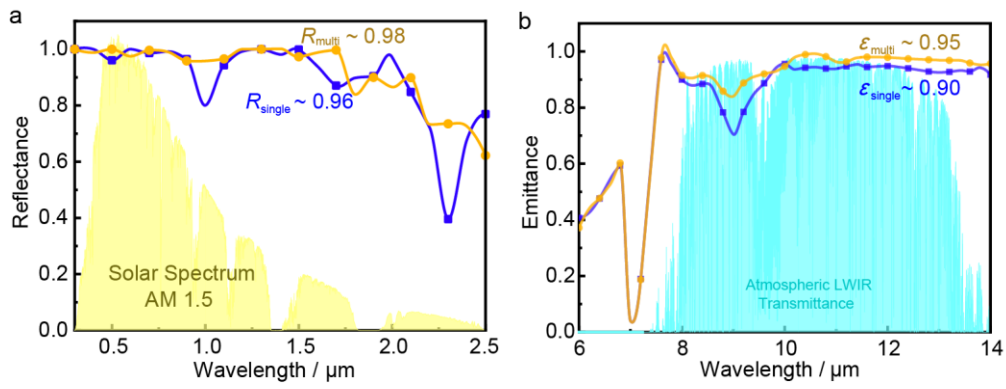 a
1.0
0.8
0.6
0.4
0.2
0.0
Reflectance
R_multi ~ 0.98
R_single ~ 0.96
Solar Spectrum
AM 1.5
0.5 1.0 1.5 2.0 2.5
Wavelength / μm
b
1.0
0.8
0.6
0.4
0.2
0.0
Emittance
ε_multi ~ 0.95
ε_single ~ 0.90
Atmospheric LWIR
Transmittance
6 8 10 12 14
Wavelength / μm